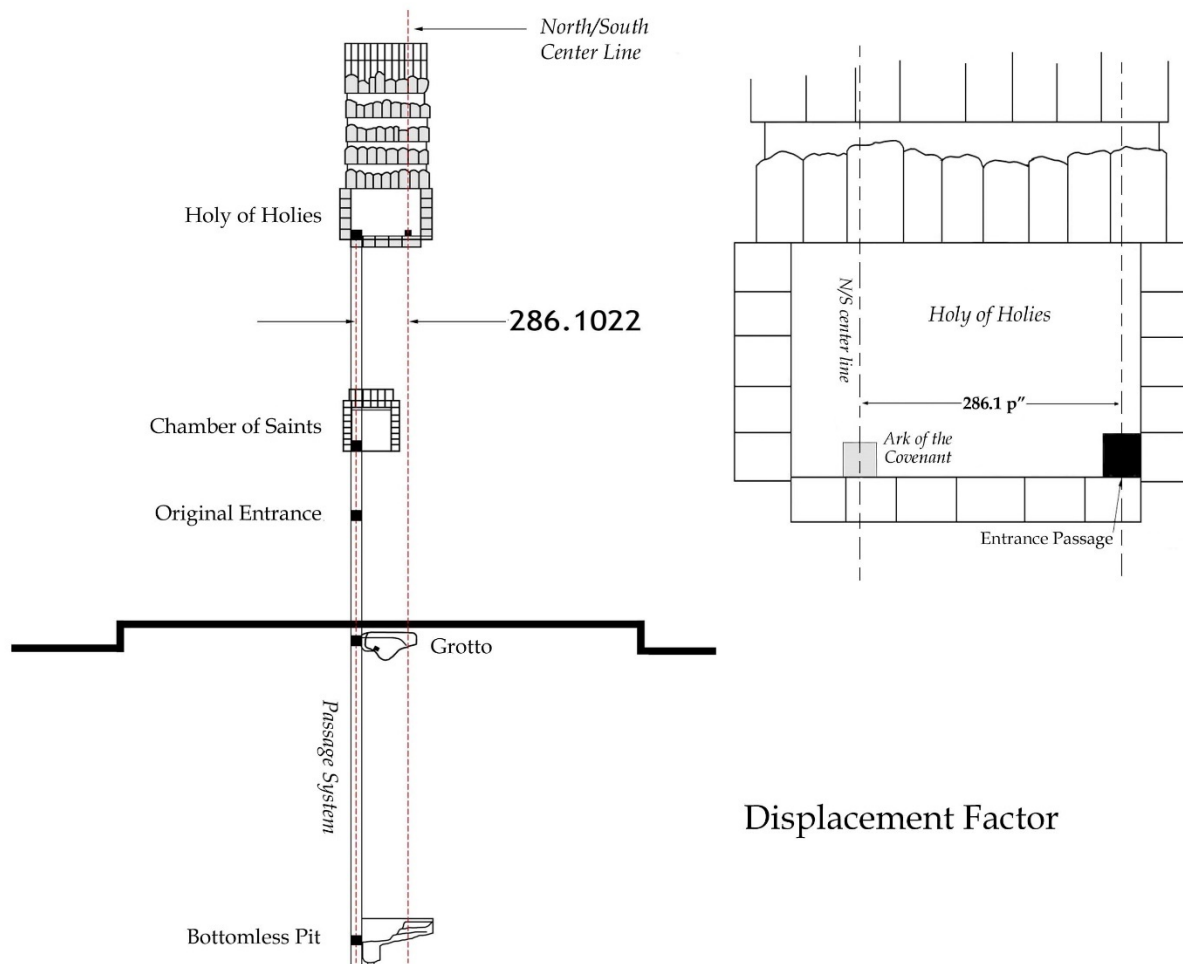 North/South
Center Line
Holy of Holies
286.1022
Chamber of Saints
Original Entrance
Grotto
Passage System
Bottomless Pit
N/S center line
Holy of Holies
286.1 p”
Ark of the
Covenant
Entrance Passage
Displacement Factor